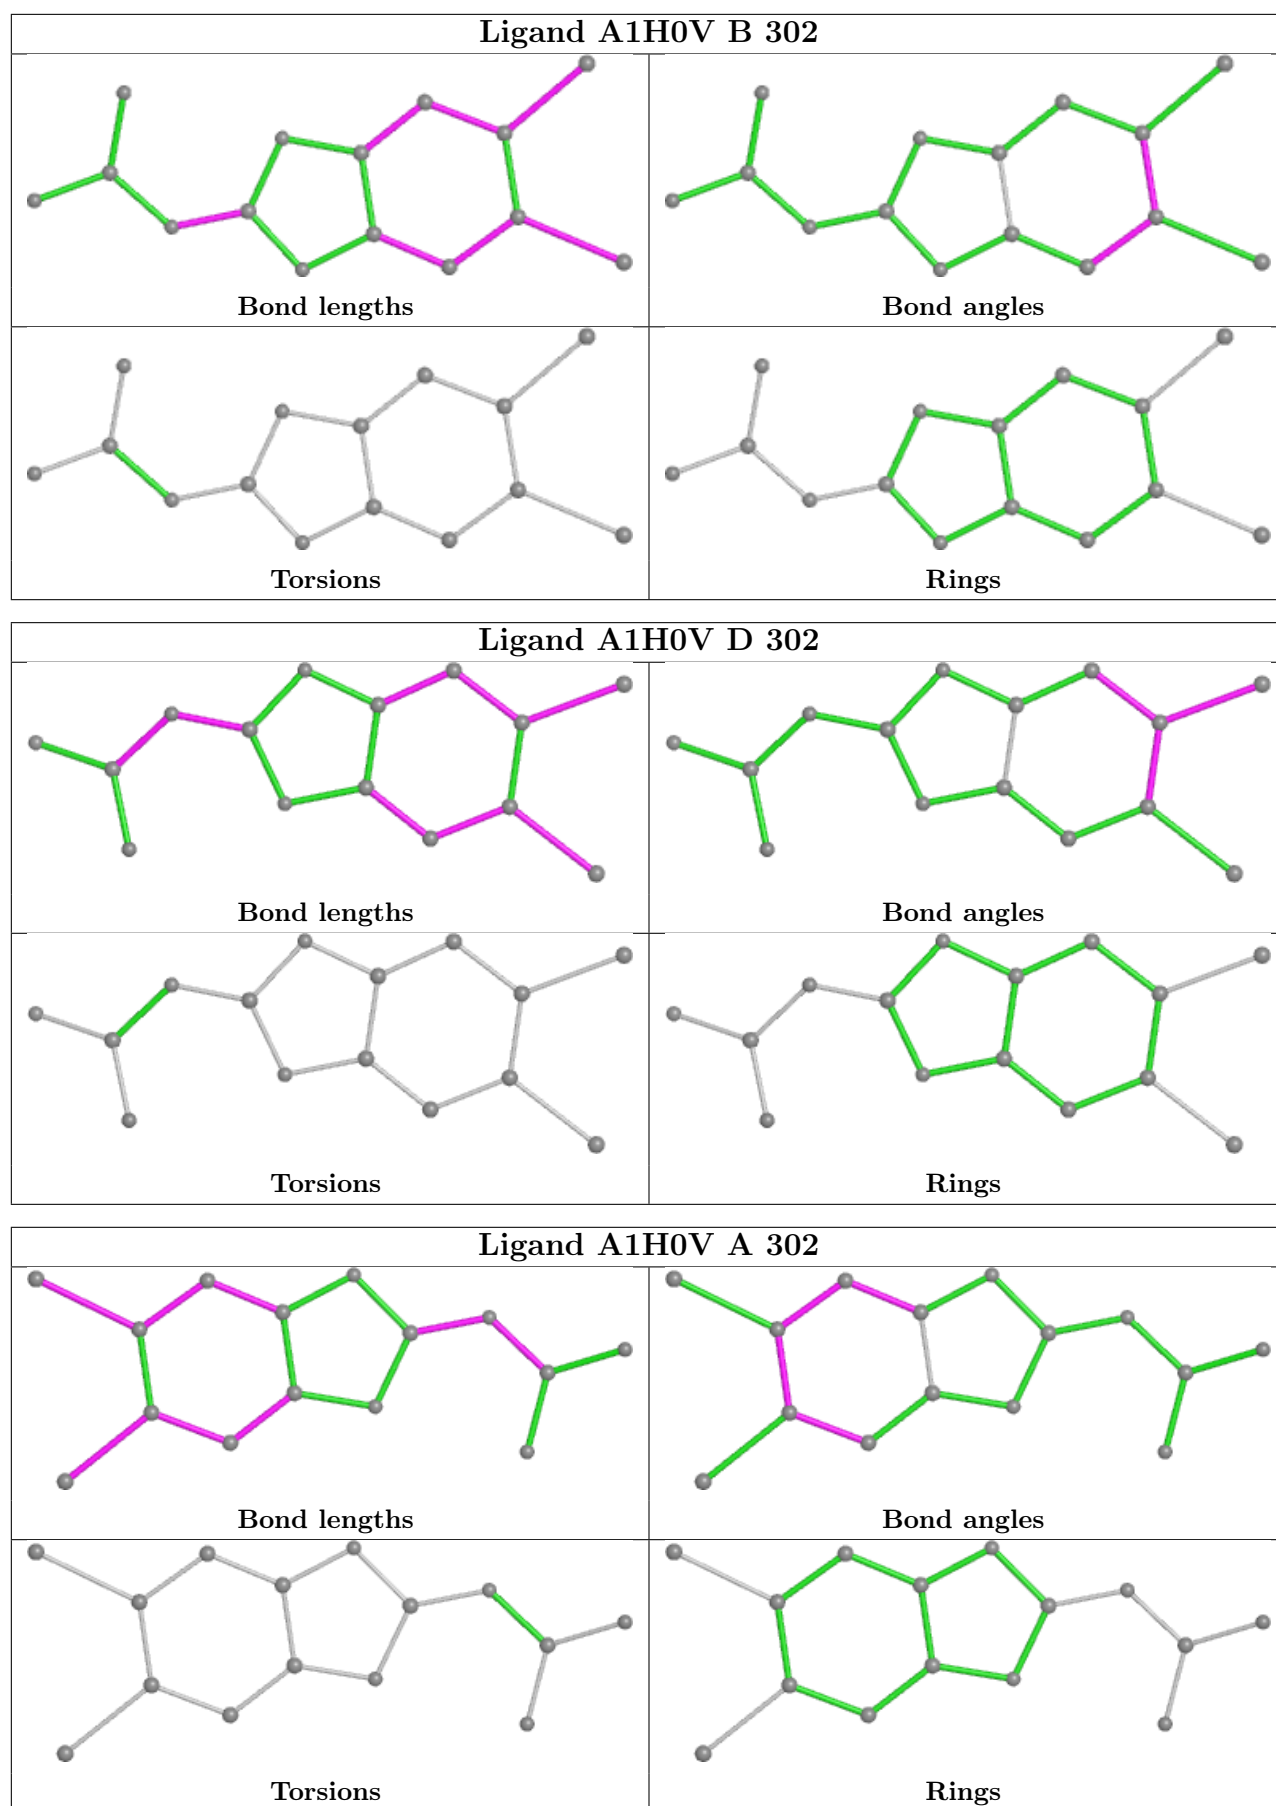 Ligand A1H0V B 302
Bond lengths
Bond angles
Torsions
Rings
Ligand A1H0V D 302
Bond lengths
Bond angles
Torsions
Rings
Ligand A1H0V A 302
Bond lengths
Bond angles
Torsions
Rings